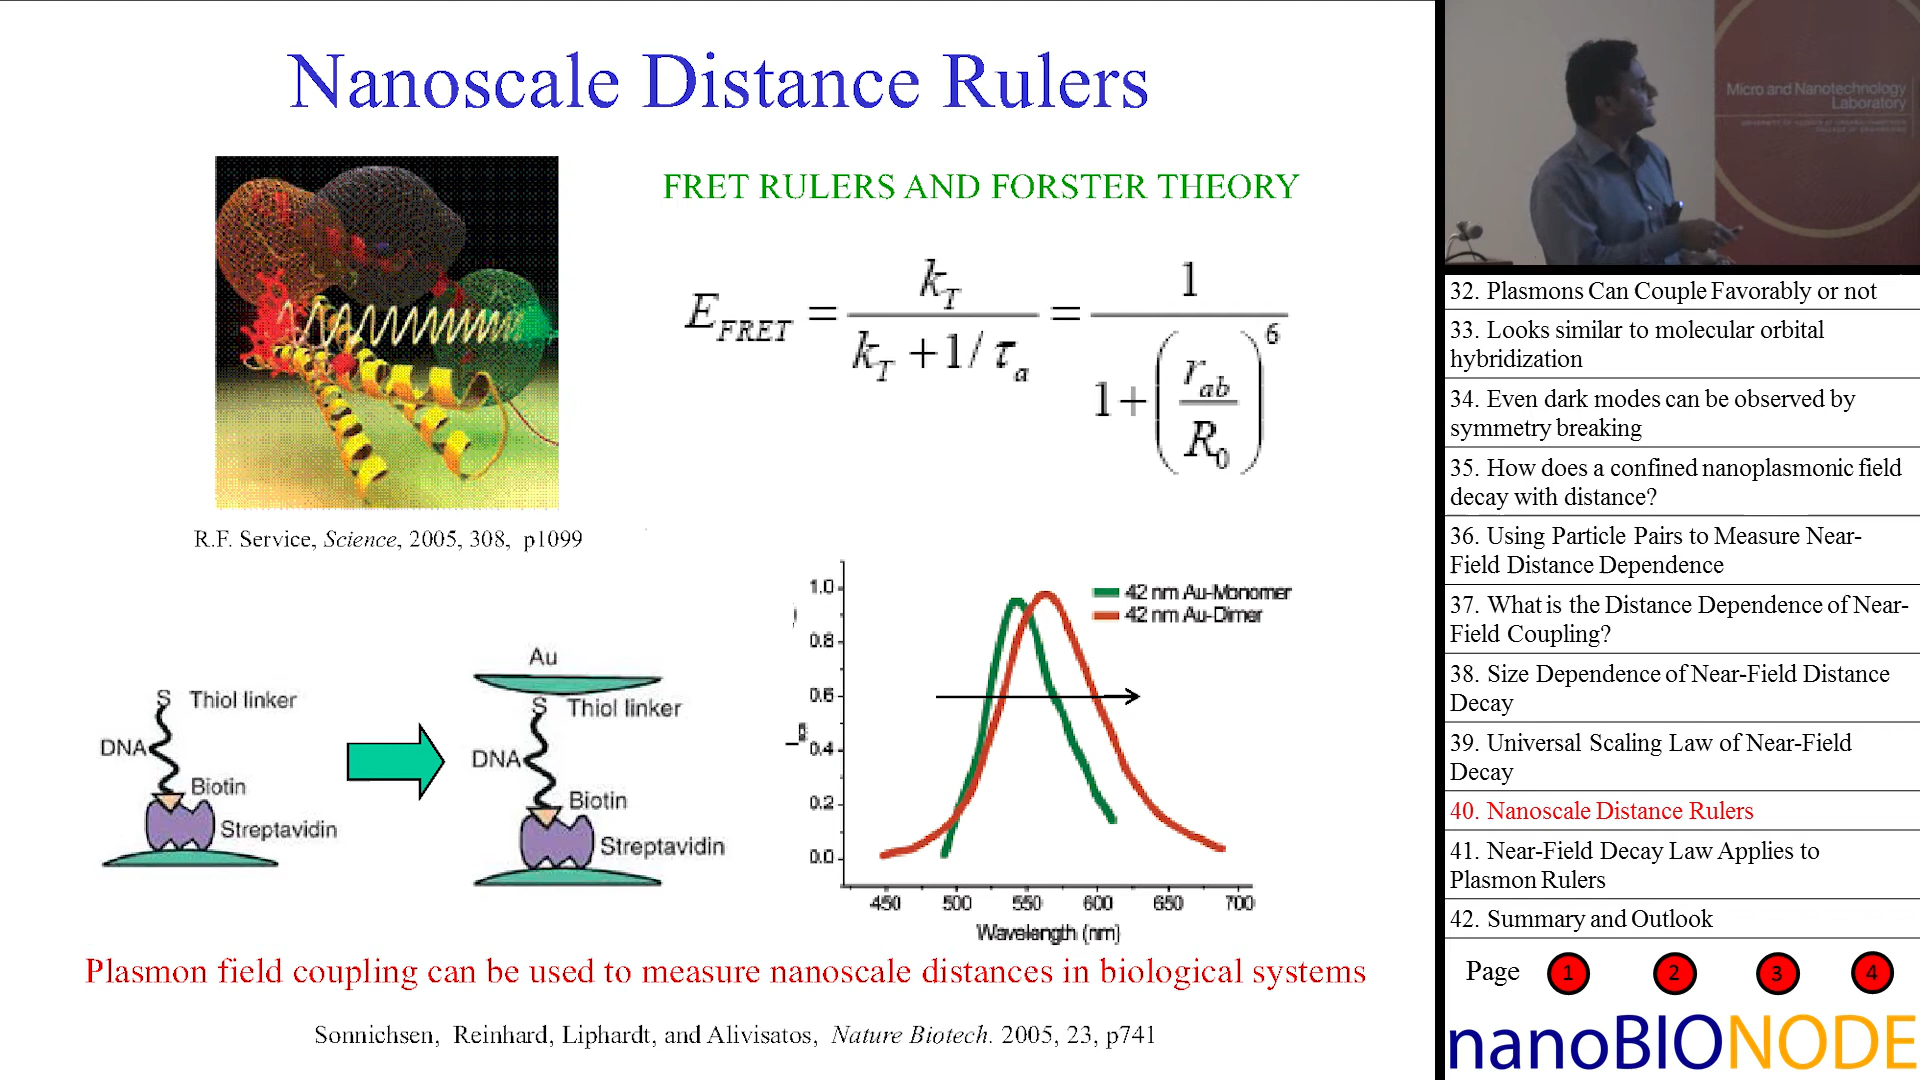 Nanoscale Distance Rulers
FRET RULERS AND FORSTER THEORY
E_FRET = k_T / (k_T + 1/τ_a) = 1 / (1 + (r_ab / R_0)^6)
R.F. Service, Science, 2005, 308, p1099
S Thiol linker
DNA
Biotin
Streptavidin
Au
S Thiol linker
DNA
Biotin
Streptavidin
42 nm Au-Monomer
42 nm Au-Dimer
1.0
0.8
0.6
0.4
0.2
0.0
450 500 550 600 650 700
Wavelength (nm)
Plasmon field coupling can be used to measure nanoscale distances in biological systems
Sonnichsen, Reinhard, Liphardt, and Alivisatos, Nature Biotech. 2005, 23, p741
Micro and Nanotechnology
Laboratory
32. Plasmons Can Couple Favorably or not
33. Looks similar to molecular orbital
hybridization
34. Even dark modes can be observed by
symmetry breaking
35. How does a confined nanoplasmonic field
decay with distance?
36. Using Particle Pairs to Measure Near-
Field Distance Dependence
37. What is the Distance Dependence of Near-
Field Coupling?
38. Size Dependence of Near-Field Distance
Decay
39. Universal Scaling Law of Near-Field
Decay
40. Nanoscale Distance Rulers
41. Near-Field Decay Law Applies to
Plasmon Rulers
42. Summary and Outlook
Page 1 2 3 4
nanoBIONODE